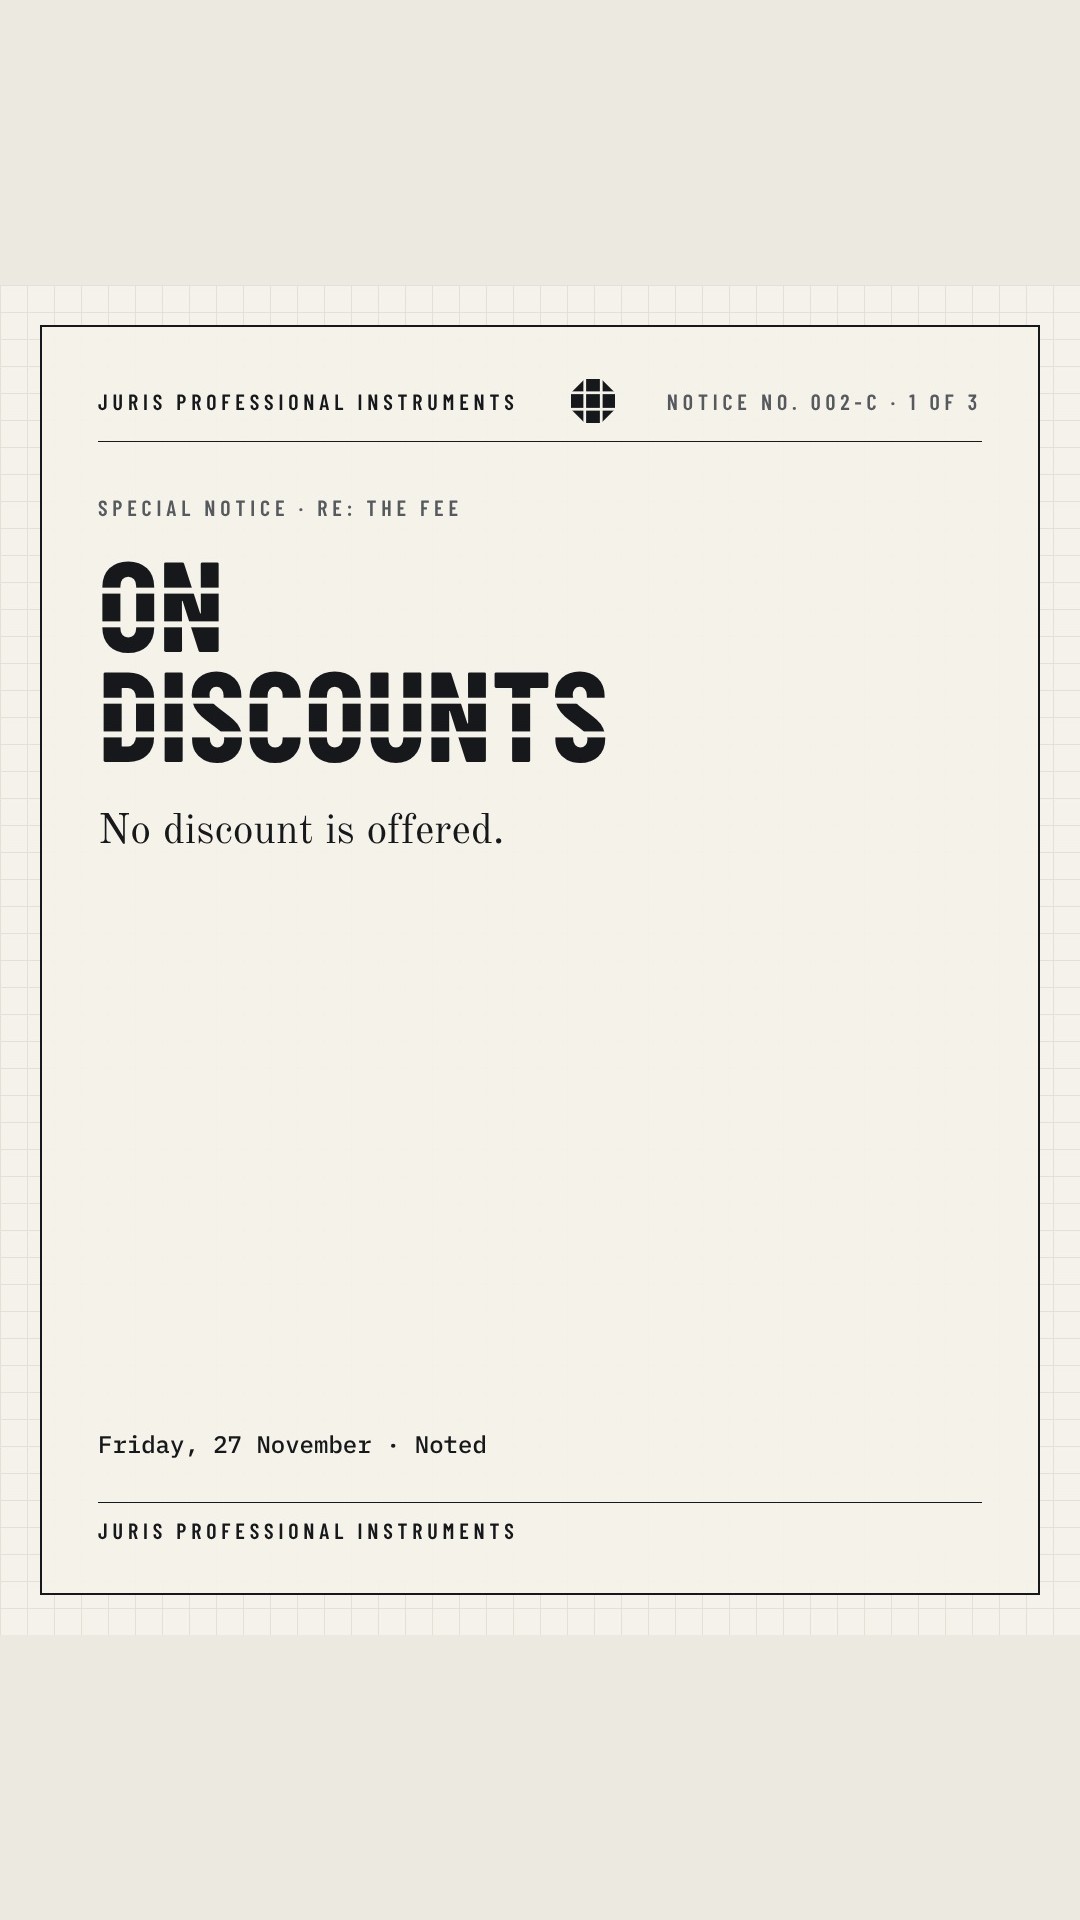 JURIS PROFESSIONAL INSTRUMENTS
NOTICE NO. 002-C · 1 OF 3
SPECIAL NOTICE · RE: THE FEE
ON
DISCOUNTS
No discount is offered.
Friday, 27 November · Noted
JURIS PROFESSIONAL INSTRUMENTS